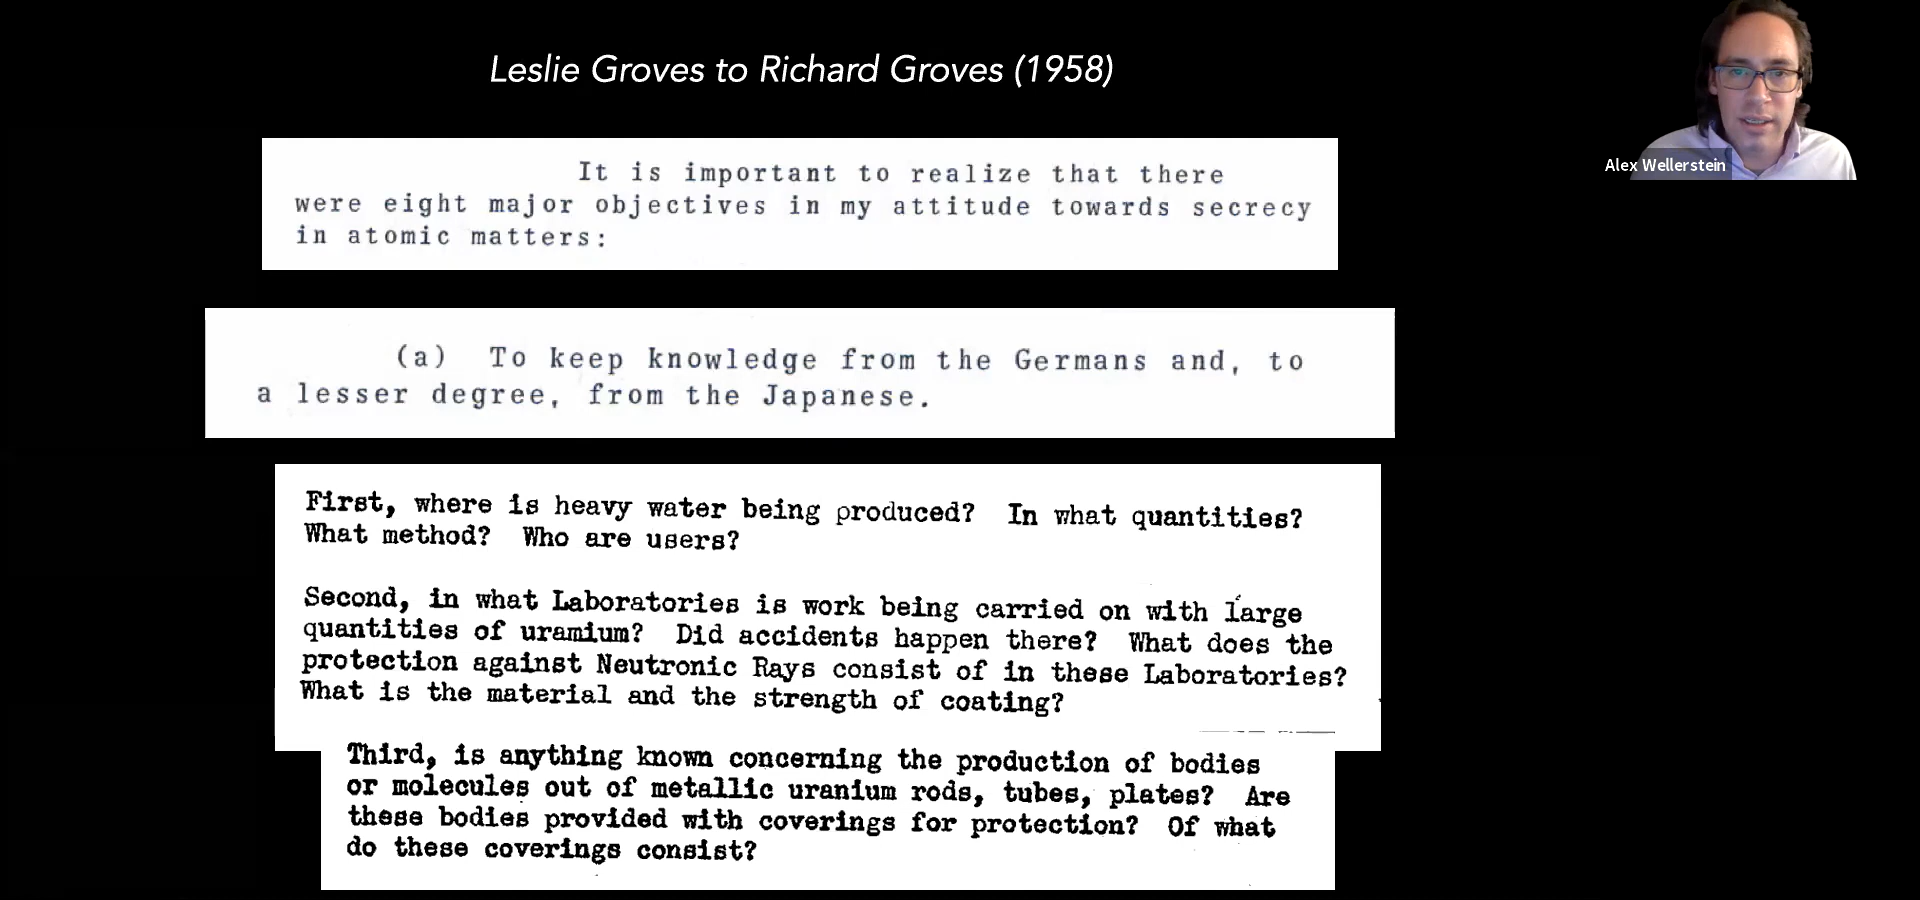 Leslie Groves to Richard Groves (1958)
Alex Wellerstein
It is important to realize that there
were eight major objectives in my attitude towards secrecy
in atomic matters:
(a) To keep knowledge from the Germans and, to
a lesser degree, from the Japanese.
First, where is heavy water being produced? In what quantities?
What method? Who are users?
Second, in what Laboratories is work being carried on with large
quantities of uramium? Did accidents happen there? What does the
protection against Neutronic Rays consist of in these Laboratories?
What is the material and the strength of coating?
Third, is anything known concerning the production of bodies
or molecules out of metallic uranium rods, tubes, plates? Are
these bodies provided with coverings for protection? Of what
do these coverings consist?